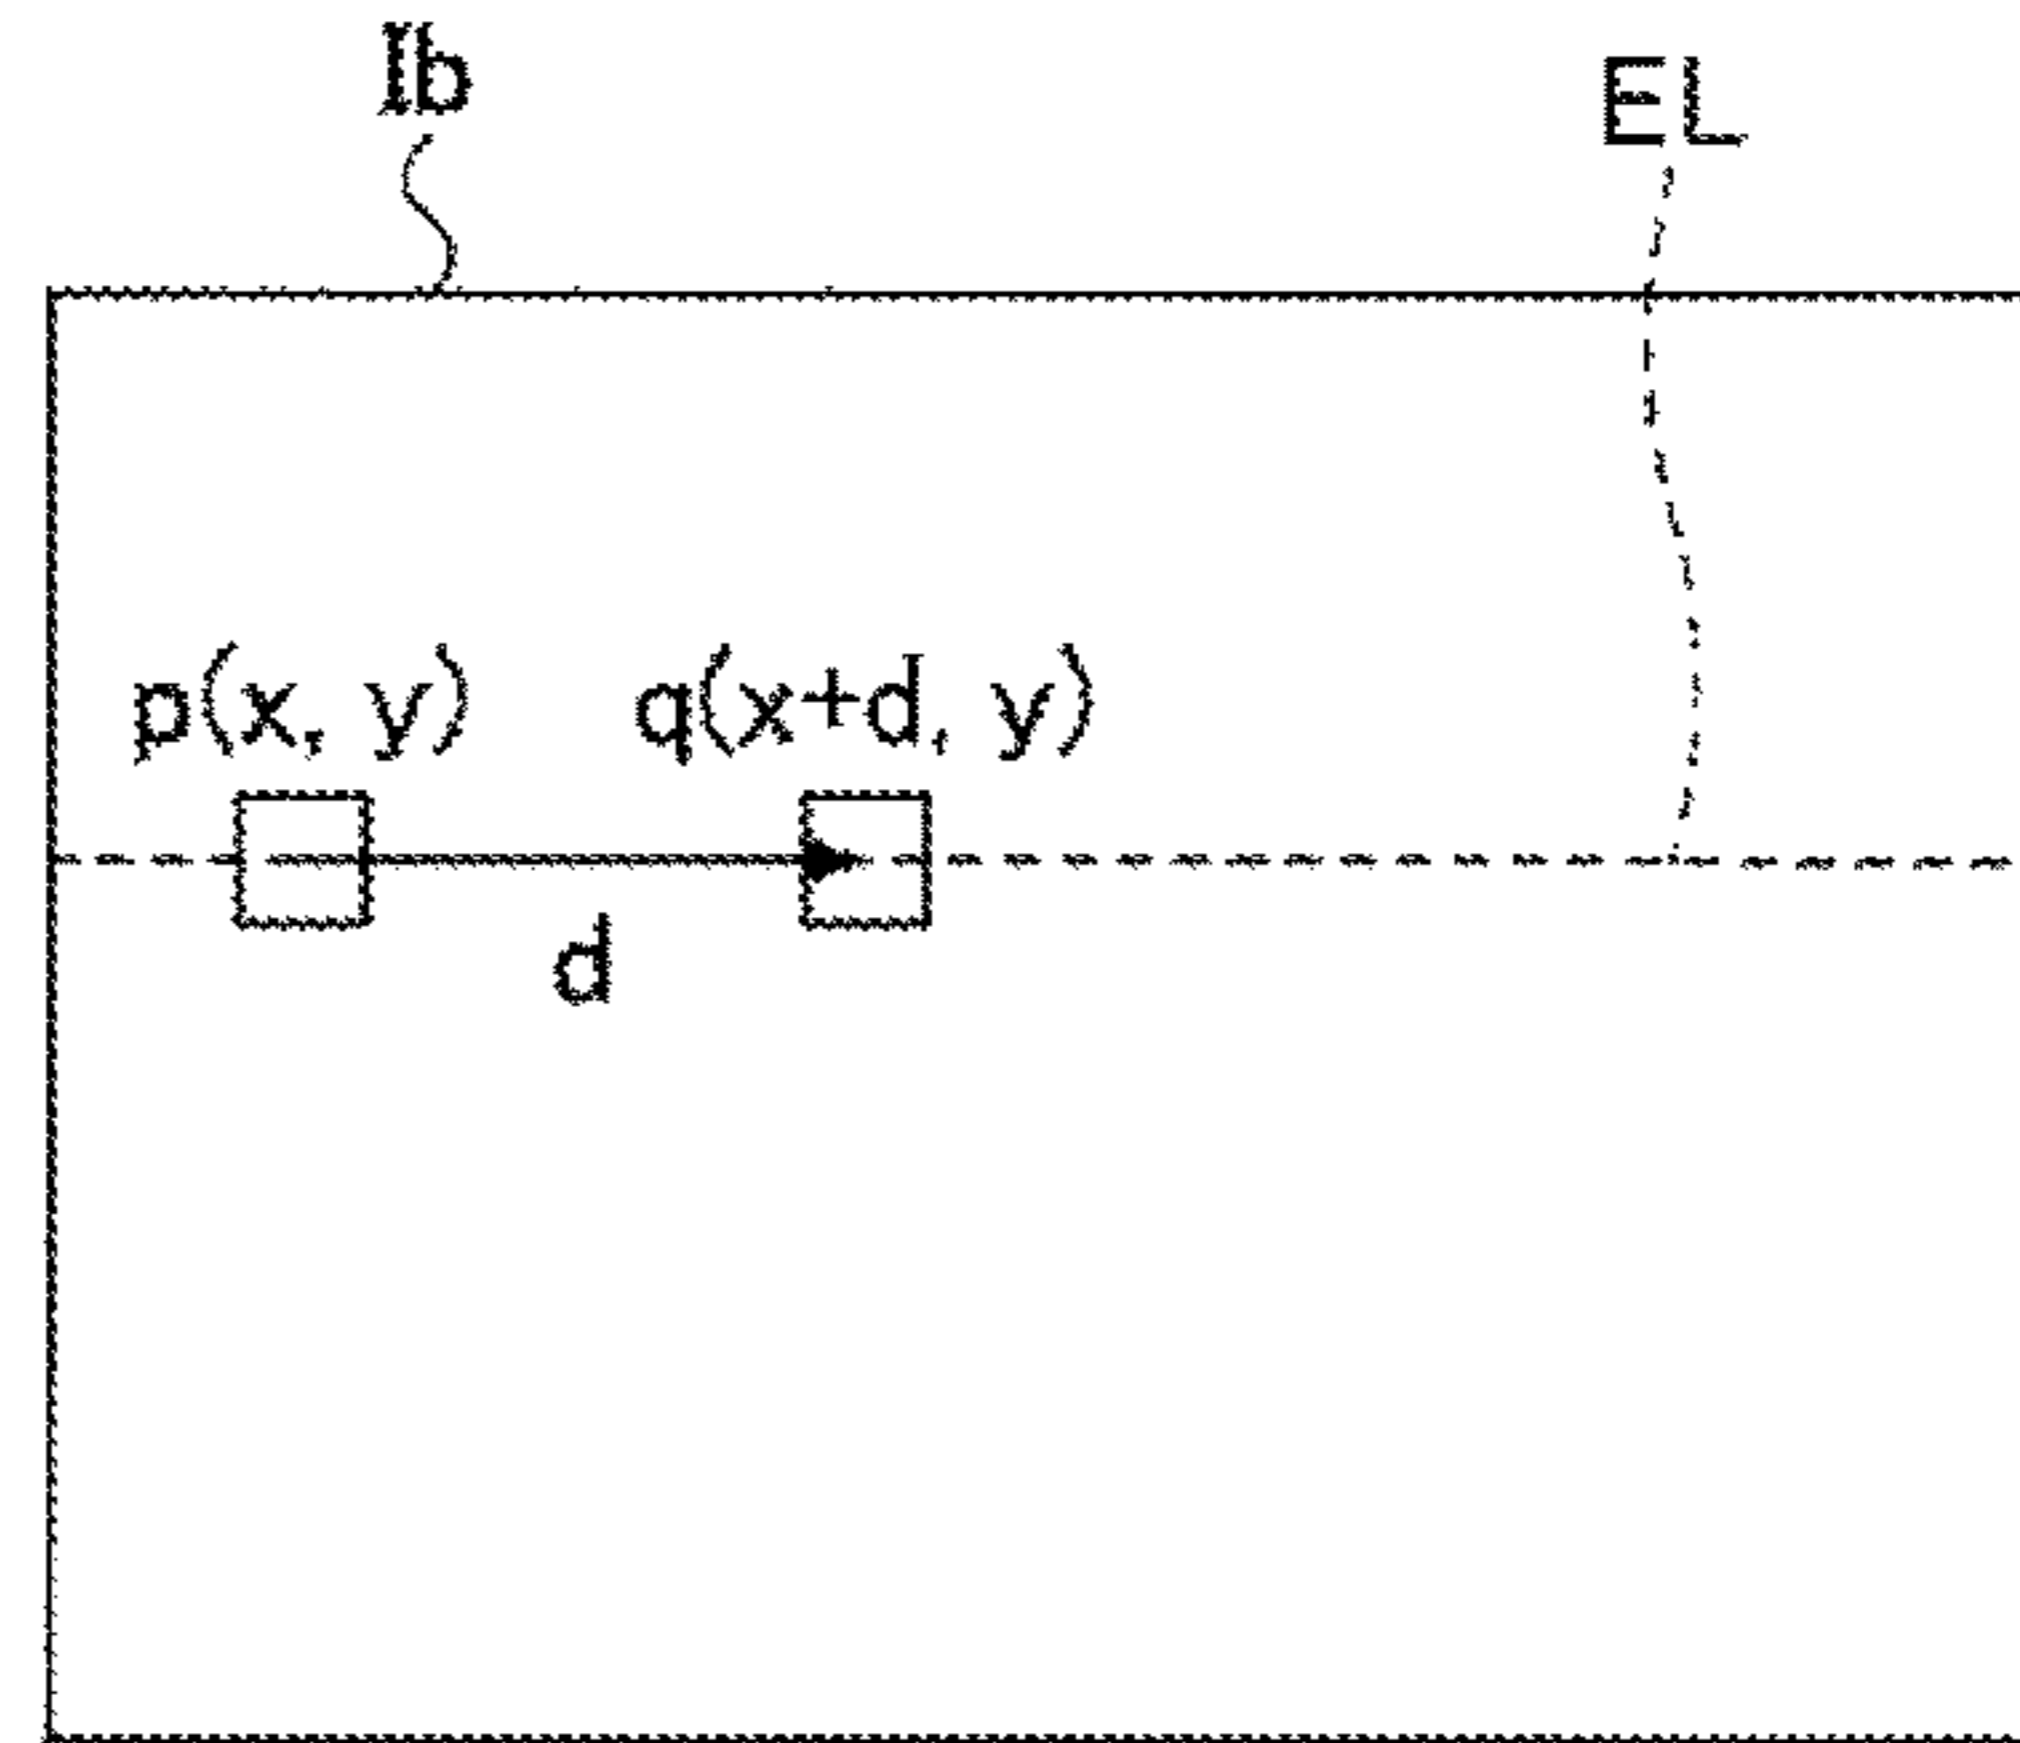 Ib
EL
p(x, y)
q(x+d, y)
d